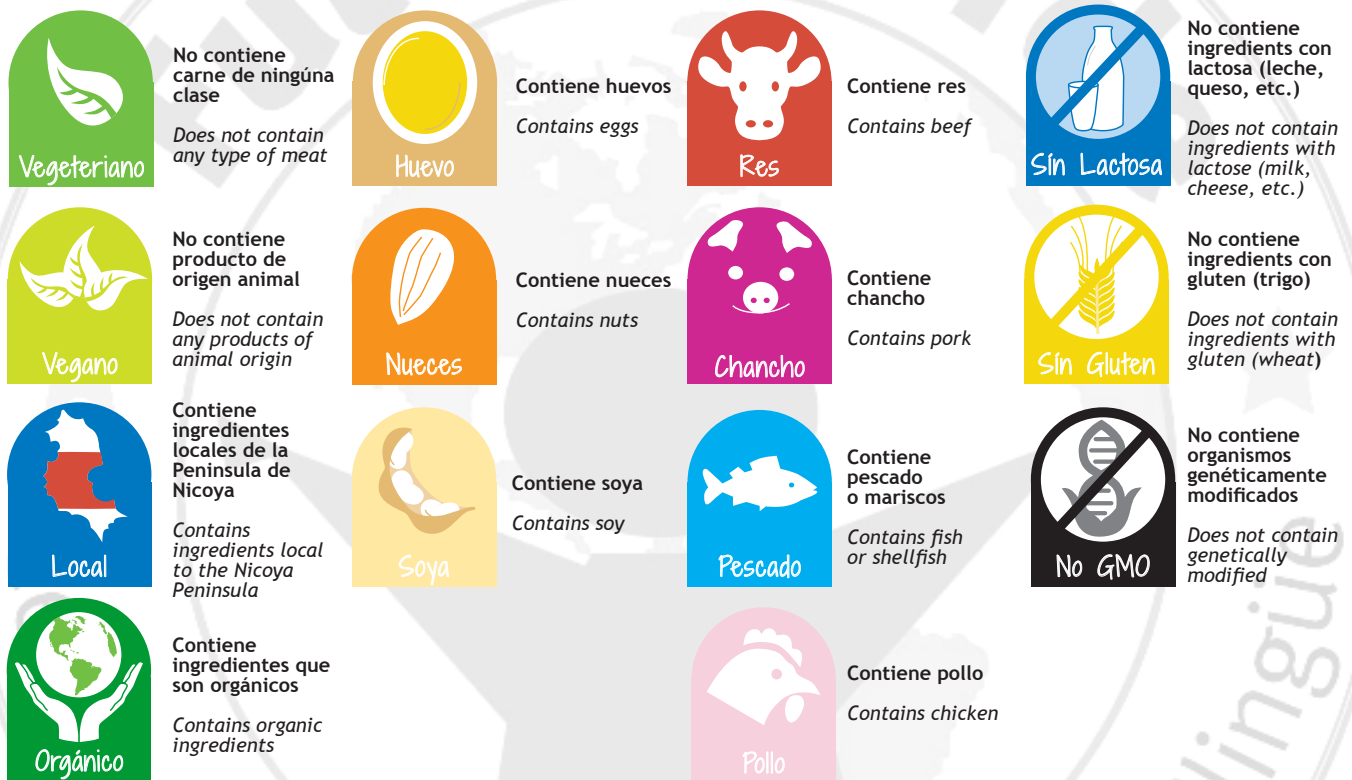 Vegeteriano
No contiene
carne de ningúna
clase
Does not contain
any type of meat
Huevo
Contiene huevos
Contains eggs
Res
Contiene res
Contains beef
Sín Lactosa
No contiene
ingredients con
lactosa (leche,
queso, etc.)
Does not contain
ingredients with
lactose (milk,
cheese, etc.)
Vegano
No contiene
producto de
origen animal
Does not contain
any products of
animal origin
Nueces
Contiene nueces
Contains nuts
Chancho
Contiene
chancho
Contains pork
Sín Gluten
No contiene
ingredients con
gluten (trigo)
Does not contain
ingredients with
gluten (wheat)
Local
Contiene
ingredientes
locales de la
Peninsula de
Nicoya
Contains
ingredients local
to the Nicoya
Peninsula
Soya
Contiene soya
Contains soy
Pescado
Contiene
pescado
o mariscos
Contains fish
or shellfish
No GMO
No contiene
organismos
genéticamente
modificados
Does not contain
genetically
modified
Orgánico
Contiene
ingredientes que
son orgánicos
Contains organic
ingredients
Pollo
Contiene pollo
Contains chicken